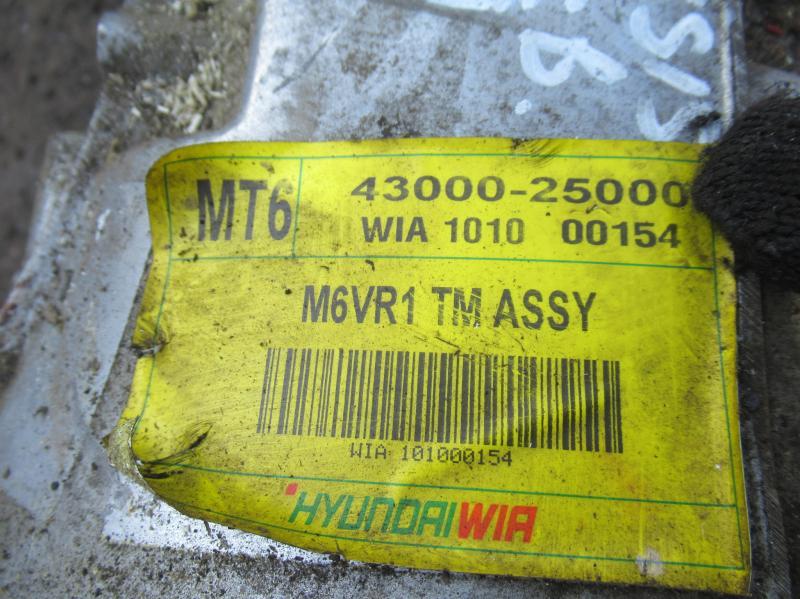 MT6 43000-25000
WIA 1010 00154
M6VR1 TM ASSY
WIA 101000154
HYUNDAI WIA